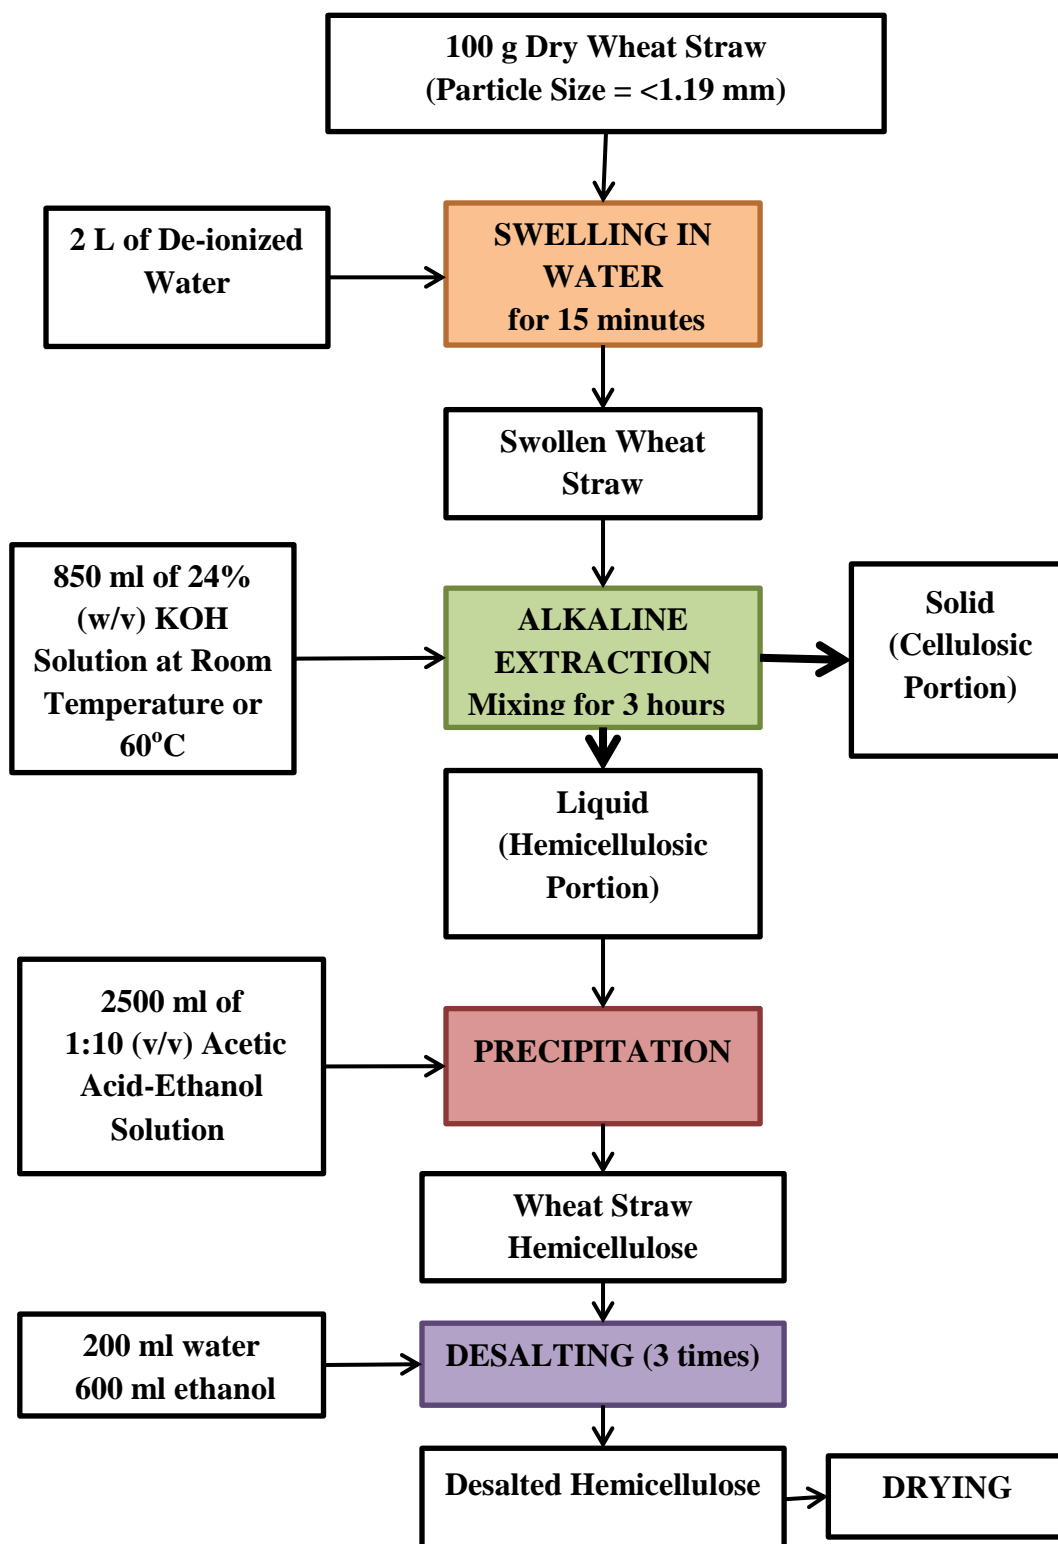 100 g Dry Wheat Straw
(Particle Size = <1.19 mm)
2 L of De-ionized
Water
SWELLING IN
WATER
for 15 minutes
Swollen Wheat
Straw
850 ml of 24%
(w/v) KOH
Solution at Room
Temperature or
60°C
ALKALINE
EXTRACTION
Mixing for 3 hours
Solid
(Cellulosic
Portion)
Liquid
(Hemicellulosic
Portion)
2500 ml of
1:10 (v/v) Acetic
Acid-Ethanol
Solution
PRECIPITATION
Wheat Straw
Hemicellulose
200 ml water
600 ml ethanol
DESALTING (3 times)
Desalted Hemicellulose
DRYING